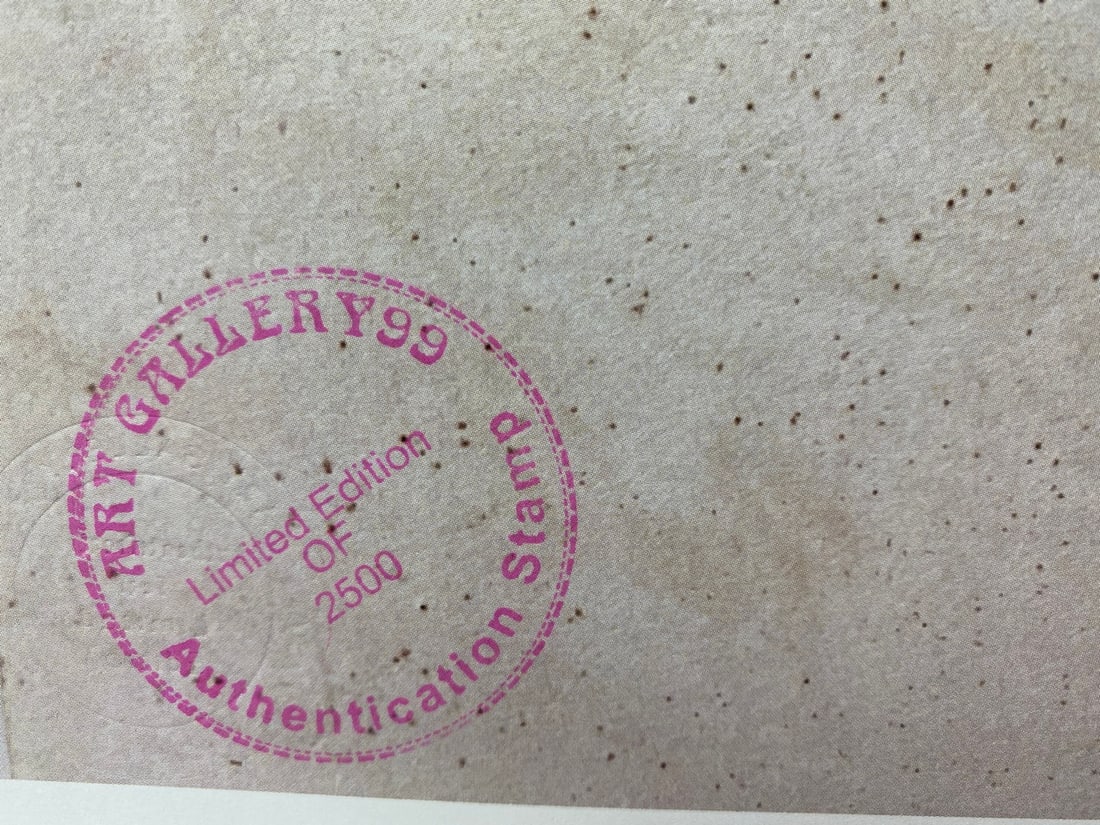 ART GALLERY99
Limited Edition
OF
2500
Authentication Stamp